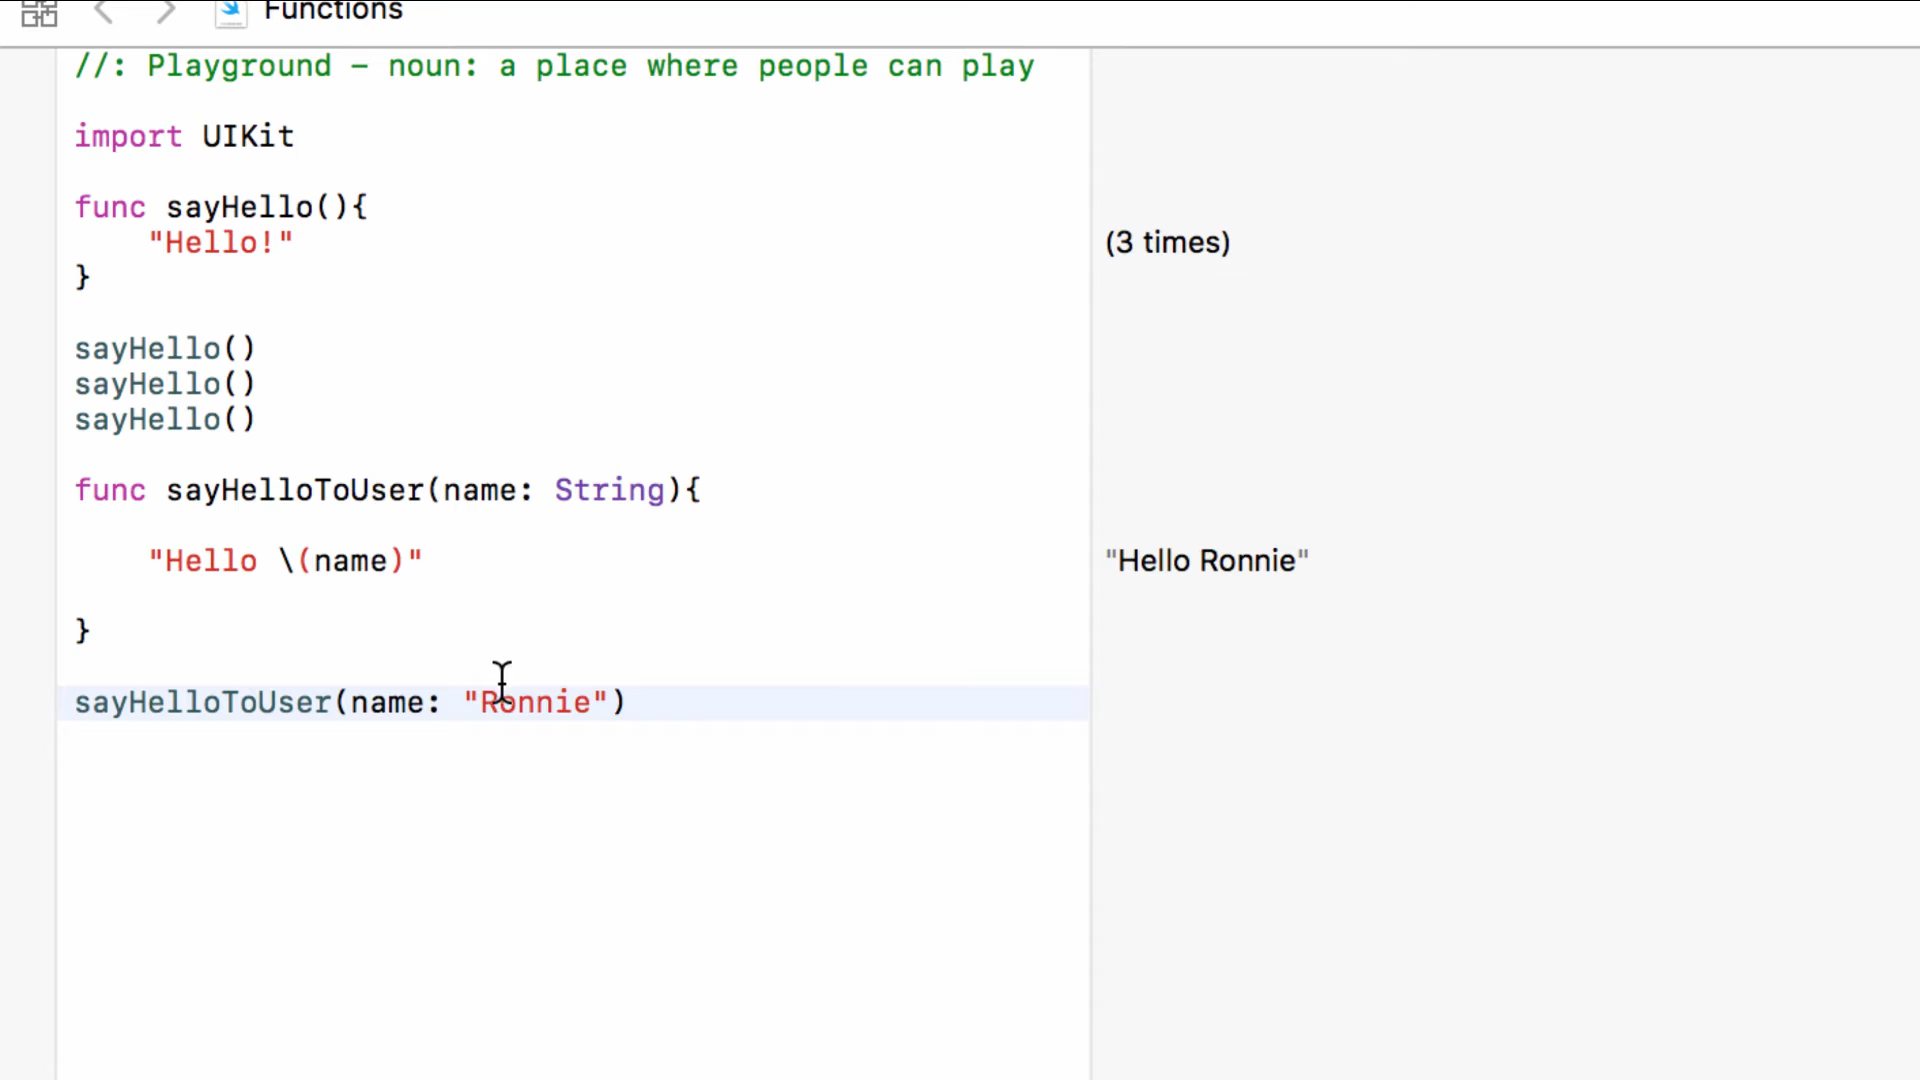 Functions
//: Playground – noun: a place where people can play
import UIKit
func sayHello(){
"Hello!"
(3 times)
}
sayHello()
sayHello()
sayHello()
func sayHelloToUser(name: String){
"Hello \(name)"
"Hello Ronnie"
}
sayHelloToUser(name: "Ronnie")